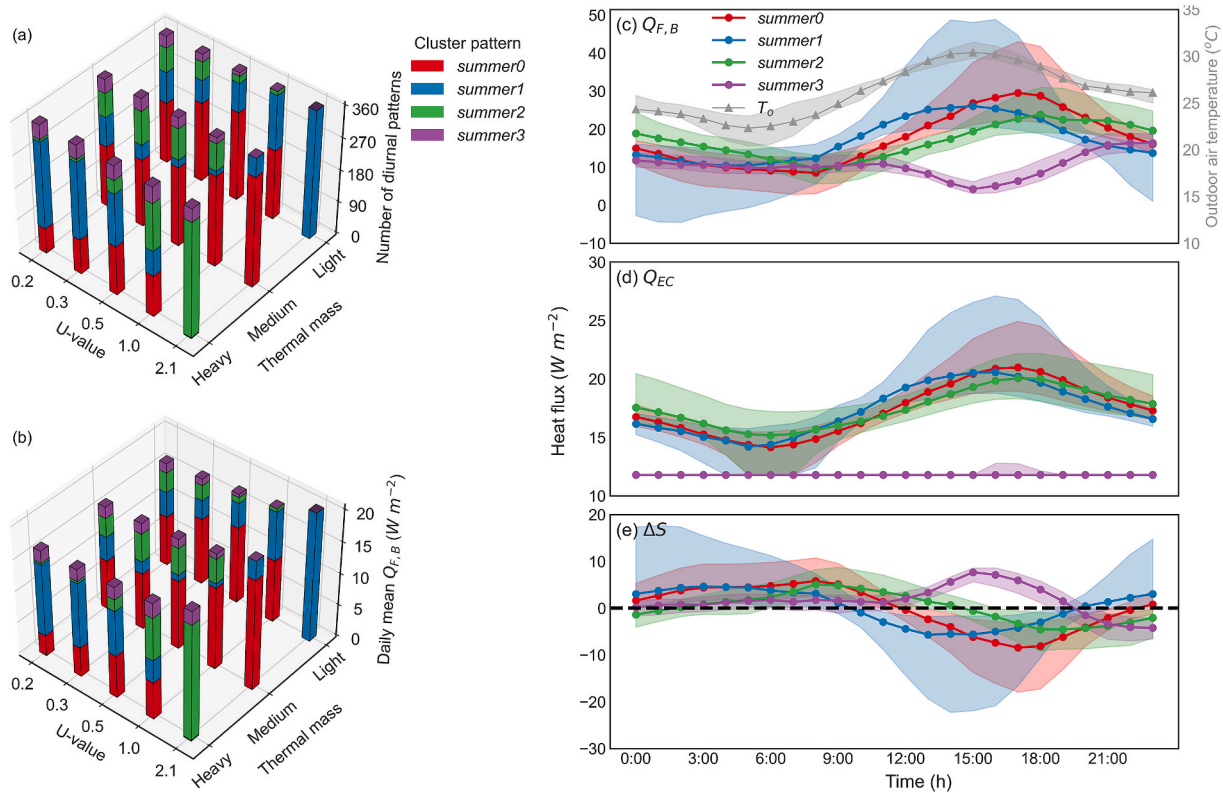 (a)
Cluster pattern
summer0
summer1
summer2
summer3
360
270
180
90
0
Number of diurnal patterns
0.2
0.3
0.5
1.0
2.1
U-value
Heavy
Medium
Light
Thermal mass
(b)
20
15
10
5
0
Daily mean Q_{F,B} (W m⁻²)
0.2
0.3
0.5
1.0
2.1
U-value
Heavy
Medium
Light
Thermal mass
(c) Q_{F,B}
summer0
summer1
summer2
summer3
T_o
50
40
30
20
10
0
−10
35
30
25
20
15
10
Outdoor air temperature (°C)
(d) Q_{EC}
30
25
20
15
10
Heat flux (W m⁻²)
(e) ΔS
20
10
0
−10
−20
−30
0:00 3:00 6:00 9:00 12:00 15:00 18:00 21:00
Time (h)